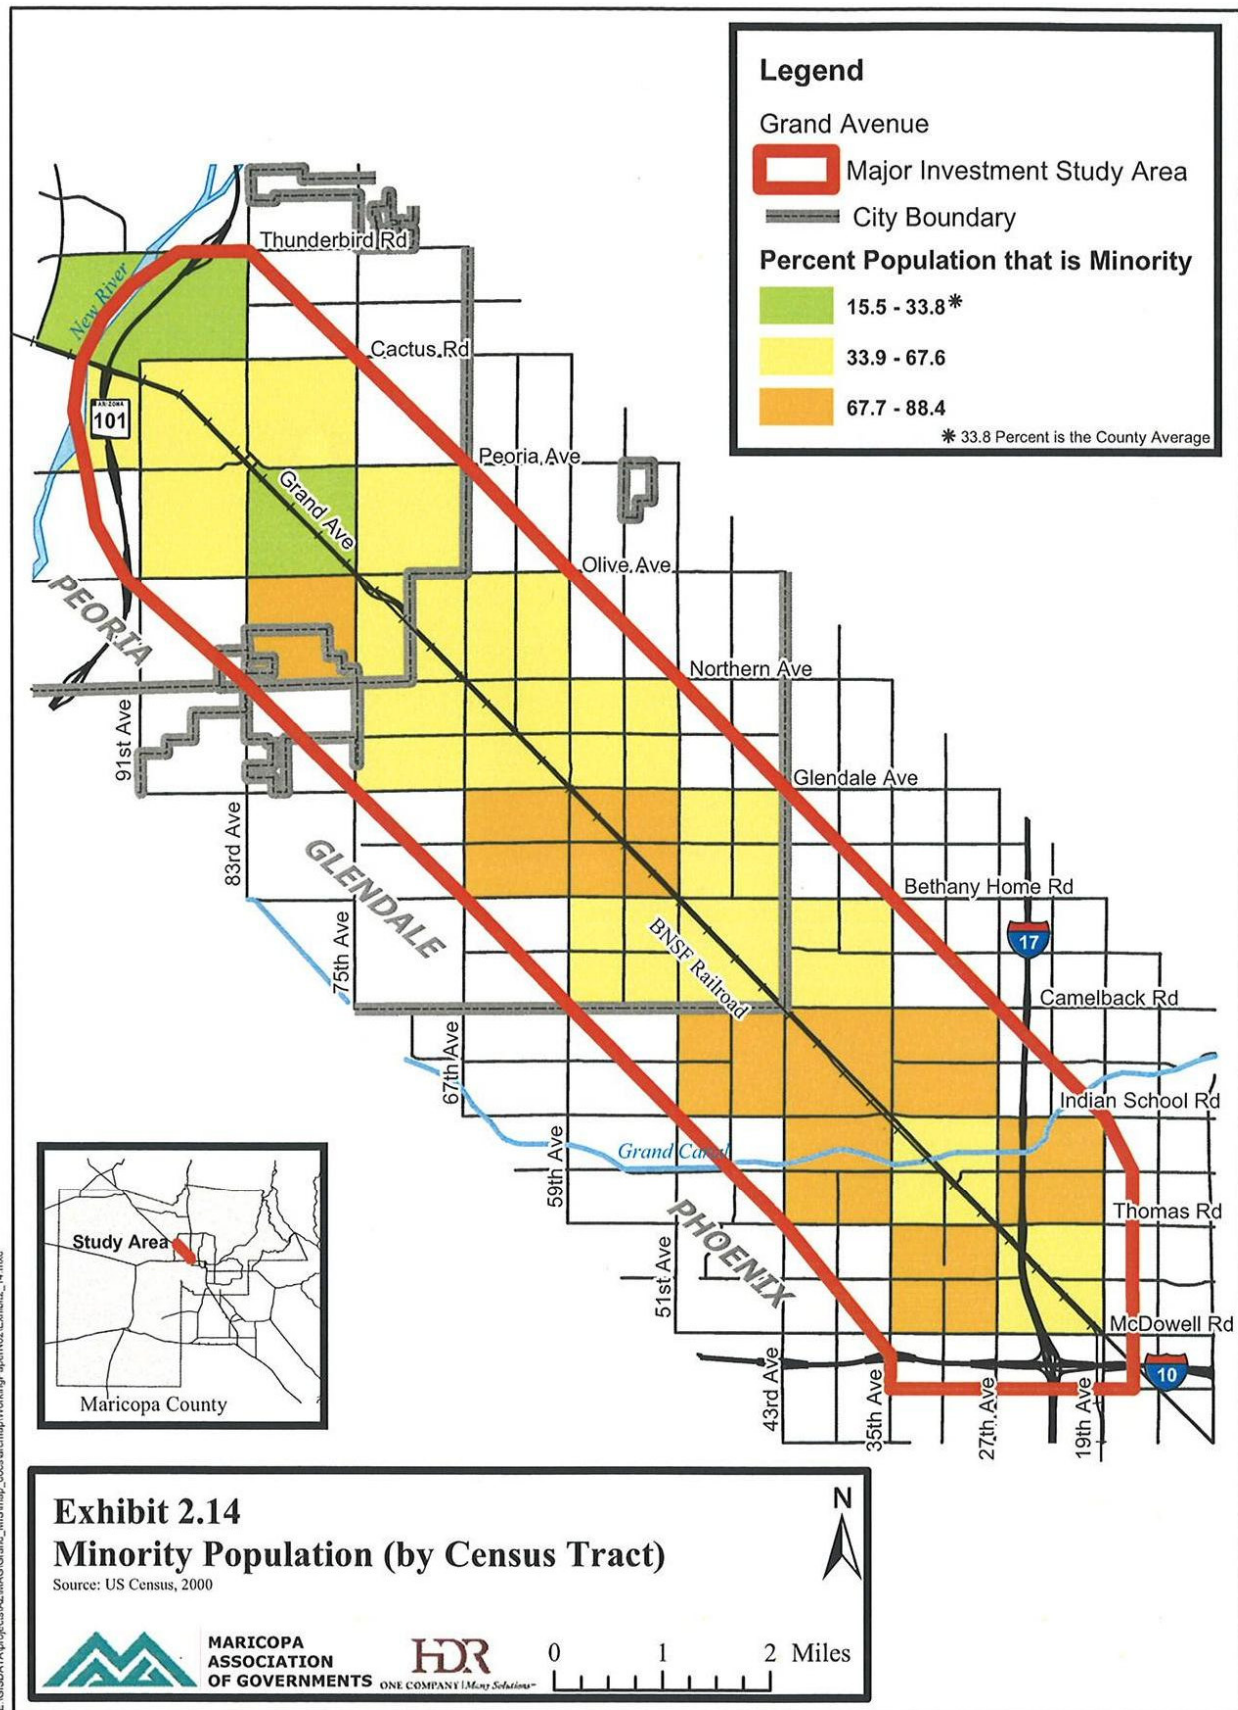 Legend
Grand Avenue
Major Investment Study Area
City Boundary
Percent Population that is Minority
15.5 - 33.8*
33.9 - 67.6
67.7 - 88.4
* 33.8 Percent is the County Average
Thunderbird Rd
New River
Cactus Rd
ARIZONA
101
Peoria Ave
Grand Ave
Olive Ave
PEORIA
Northern Ave
91st Ave
Glendale Ave
83rd Ave
GLENDALE
Bethany Home Rd
75th Ave
BNSF Railroad
17
Camelback Rd
67th Ave
Indian School Rd
59th Ave
Grand Canal
Thomas Rd
PHOENIX
51st Ave
McDowell Rd
43rd Ave
35th Ave
27th Ave
19th Ave
10
Study Area
Maricopa County
Exhibit 2.14
Minority Population (by Census Tract)
Source: US Census, 2000
N
MARICOPA
ASSOCIATION
OF GOVERNMENTS
HDR
ONE COMPANY | Many Solutions
0 1 2 Miles